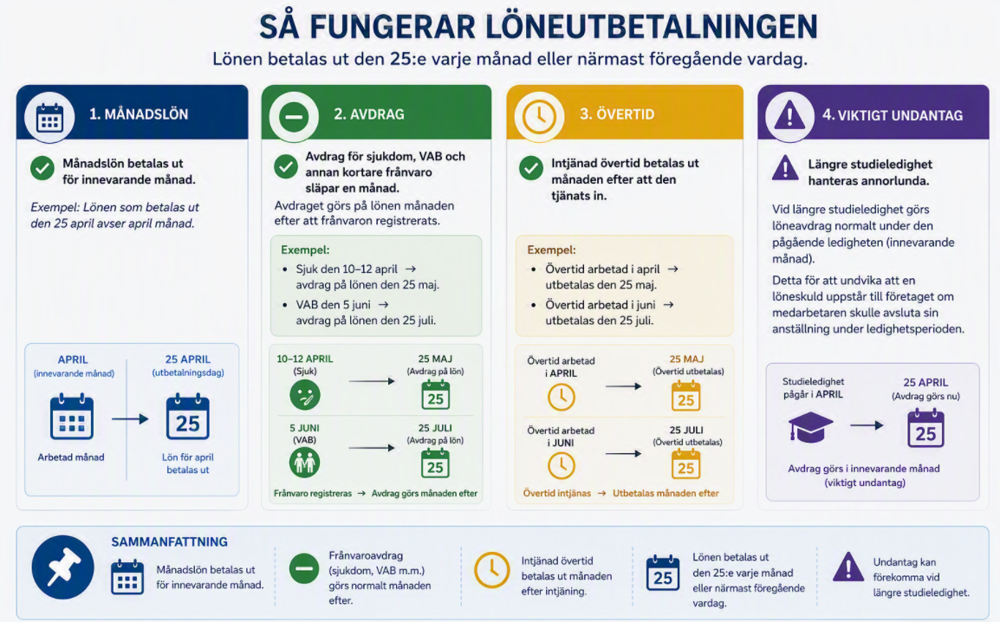 SÅ FUNGERAR LÖNEUTBETALNINGEN
Lönen betalas ut den 25:e varje månad eller närmast föregående vardag.
1. MÅNADSLÖN
Månadslön betalas ut
för innevarande månad.
Exempel: Lönen som betalas ut
den 25 april avser april månad.
APRIL
(innevarande månad)
Arbetad månad
25 APRIL
(utbetalningsdag)
25
Lön för april
betalas ut
2. AVDRAG
Avdrag för sjukdom, VAB och
annan kortare frånvaro
släpar en månad.
Avdraget görs på lönen månaden
efter att frånvaron registrerats.
Exempel:
• Sjuk den 10–12 april →
avdrag på lönen den 25 maj.
• VAB den 5 juni →
avdrag på lönen den 25 juli.
10–12 APRIL
(Sjuk)
25 MAJ
(Avdrag på lön)
25
5 JUNI
(VAB)
25 JULI
(Avdrag på lön)
25
Frånvaro registreras → Avdrag görs månaden efter
3. ÖVERTID
Intjänad övertid betalas ut
månaden efter att den
tjänats in.
Exempel:
• Övertid arbetad i april →
utbetalas den 25 maj.
• Övertid arbetad i juni →
utbetalas den 25 juli.
Övertid arbetad
i APRIL
25 MAJ
(Övertid utbetalas)
25
Övertid arbetad
i JUNI
25 JULI
(Övertid utbetalas)
25
Övertid intjänas → Utbetalas månaden efter
4. VIKTIGT UNDANTAG
Längre studieledighet
hanteras annorlunda.
Vid längre studieledighet görs
löneavdrag normalt under den
pågående ledigheten (innevarande
månad).
Detta för att undvika att en
löneskuld uppstår till företaget om
medarbetaren skulle avsluta sin
anställning under ledighetsperioden.
Studieledighet
pågår i APRIL
25 APRIL
(Avdrag görs nu)
25
Avdrag görs i innevarande månad
(viktigt undantag)
SAMMANFATTNING
Månadslön betalas ut
för innevarande månad.
Frånvaroavdrag
(sjukdom, VAB m.m.)
görs normalt månaden
efter.
Intjänad övertid
betalas ut månaden
efter intjäning.
25
Lönen betalas ut
den 25:e varje månad
eller närmast föregående
vardag.
Undantag kan
förekomma vid
längre studieledighet.